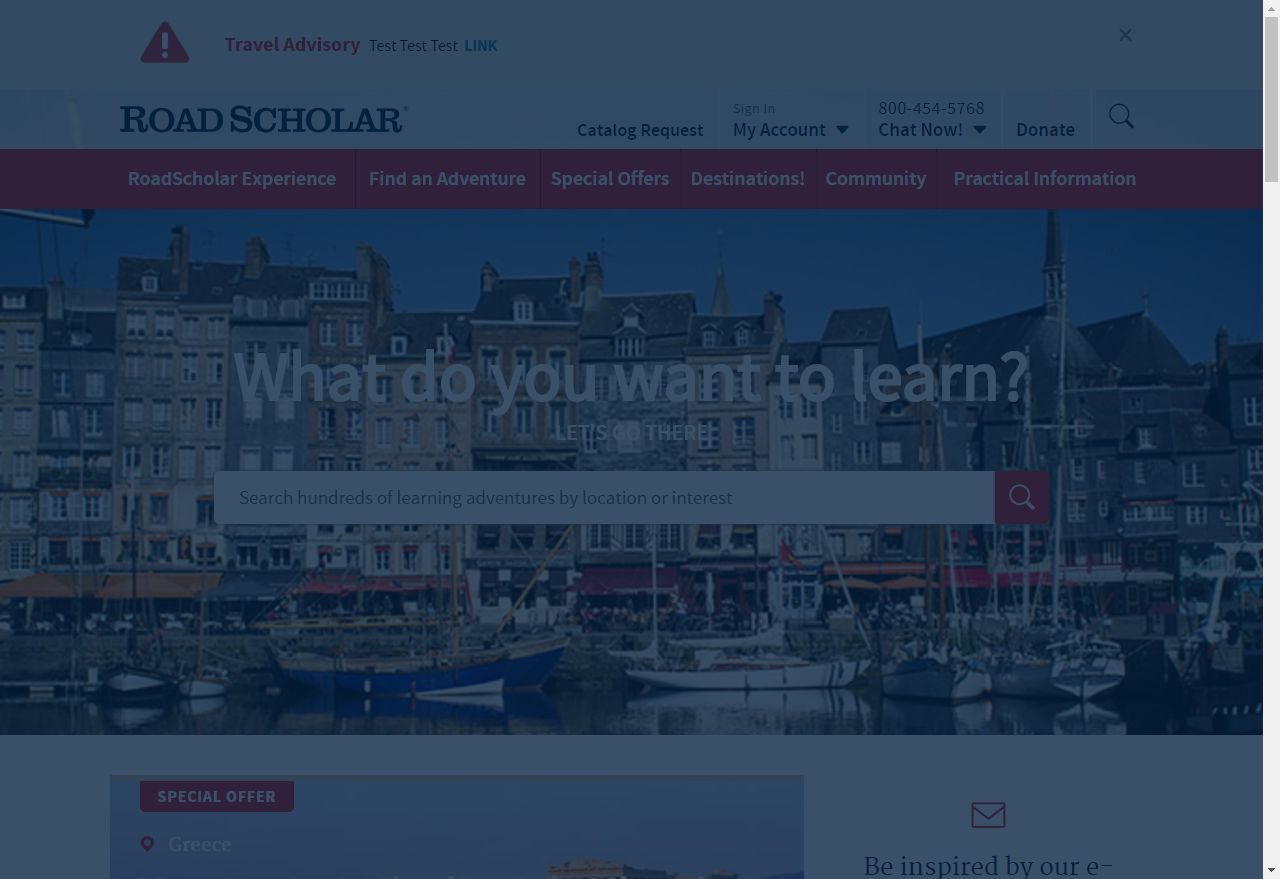 Travel Advisory Test Test Test LINK
ROAD SCHOLAR®
Catalog Request
Sign In
My Account
800-454-5768
Chat Now!
Donate
RoadScholar Experience
Find an Adventure
Special Offers
Destinations!
Community
Practical Information
What do you want to learn?
LET'S GO THERE
Search hundreds of learning adventures by location or interest
SPECIAL OFFER
Greece
Be inspired by our e-